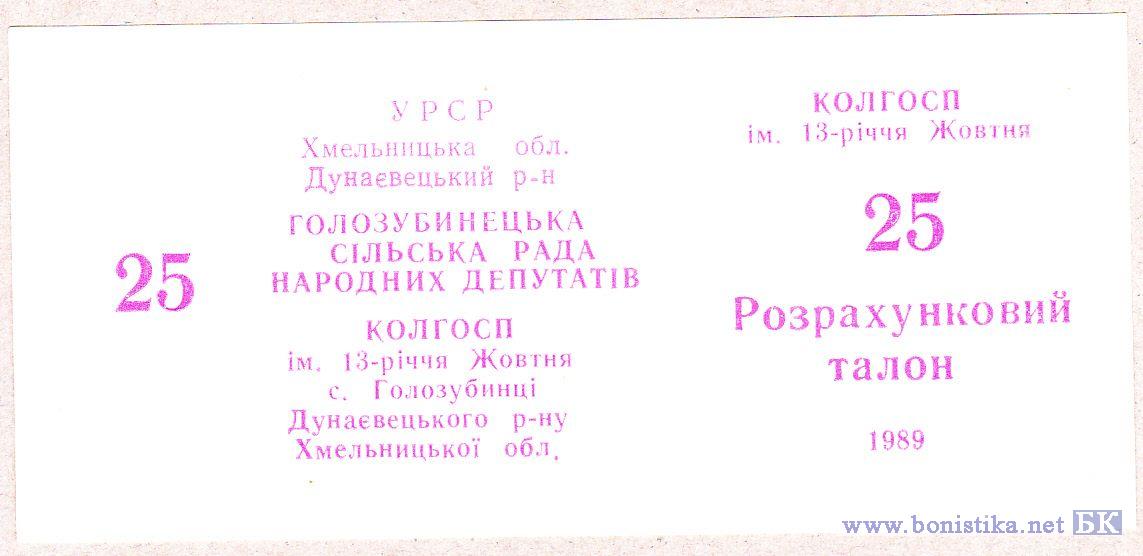 УРСР
Хмельницька обл.
Дунаєвецький р-н
ГОЛОЗУБИНЕЦЬКА
СІЛЬСЬКА РАДА
НАРОДНИХ ДЕПУТАТІВ
25
КОЛГОСП
ім. 13-річчя Жовтня
с. Голозубинці
Дунаєвецького р-ну
Хмельницької обл.
КОЛГОСП
ім. 13-річчя Жовтня
25
Розрахунковий
талон
1989
www.bonistika.net БК